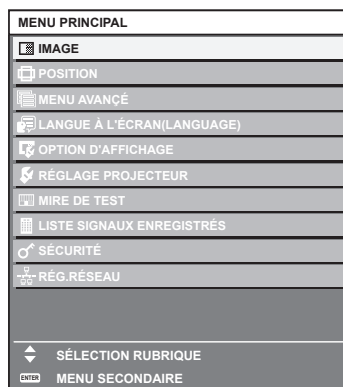 MENU PRINCIPAL
IMAGE
POSITION
MENU AVANÇÉ
LANGUE À L'ÉCRAN(LANGUAGE)
OPTION D'AFFICHAGE
RÉGLAGE PROJECTEUR
MIRE DE TEST
LISTE SIGNAUX ENREGISTRÉS
SÉCURITÉ
RÉG.RÉSEAU
SÉLECTION RUBRIQUE
ENTER MENU SECONDAIRE